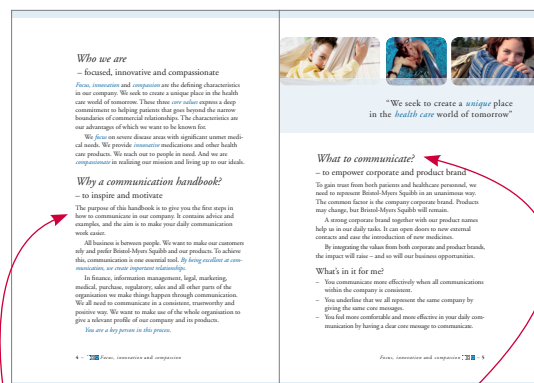 Who we are
– focused, innovative and compassionate
Focus, innovation and compassion are the defining characteristics
in our company. We seek to create a unique place in the health
care world of tomorrow. These three core values express a deep
commitment to helping patients that goes beyond the narrow
boundaries of commercial relationships. The characteristics are
our advantages of which we want to be known for.
We focus on severe disease areas with significant unmet medi-
cal needs. We provide innovative medications and other health
care products. We reach out to people in need. And we are
compassionate in realising our mission and living up to our ideals.
Why a communication handbook?
– to inspire and motivate
The purpose of this handbook is to give you the first steps in
how to communicate in our company. It contains advice and
examples, and the aim is to make your daily communication
work easier.
All business is between people. We want to make our customers
rely and prefer Bristol-Myers Squibb and our products. To achieve
this, communication is one essential tool. By being excellent at com-
munication, we create important relationships.
In finance, information management, legal, marketing,
medical, purchase, regulatory, sales and all other parts of the
organisation we make things happen through communication.
We all need to communicate in a consistent, trustworthy and
positive way. We want to make use of the whole organisation to
give a relevant profile of our company and its products.
You are a key person in this process.
4 – Focus, innovation and compassion
"We seek to create a unique place
in the health care world of tomorrow"
What to communicate?
– to empower corporate and product brand
To gain trust from both patients and healthcare personnel, we
need to represent Bristol-Myers Squibb in an unanimous way.
The common factor is the company corporate brand. Products
may change, but Bristol-Myers Squibb will remain.
A strong corporate brand together with our product names
help us in our daily tasks. It can open doors to new external
contacts and ease the introduction of new medicines.
By integrating the values from both corporate and product brands,
the impact will raise – and so will our business opportunities.
What's in it for me?
– You communicate more effectively when all communications
within the company is consistent.
– You underline that we all represent the same company by
giving the same core messages.
– You feel more comfortable and more effective in your daily com-
munication by having a clear core message to communicate.
Focus, innovation and compassion – 5